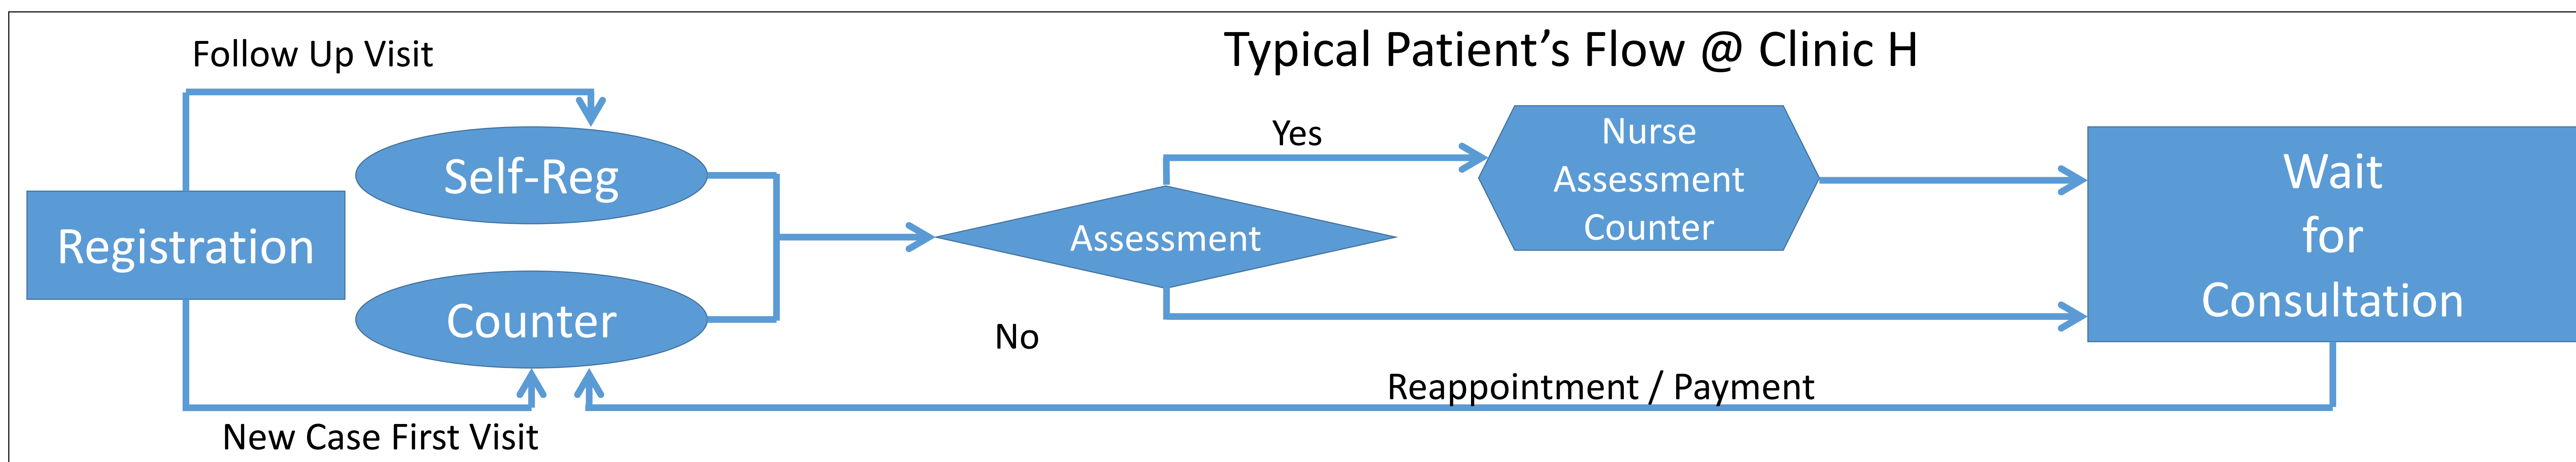 Typical Patient’s Flow @ Clinic H
Follow Up Visit
Registration
Self-Reg
Counter
New Case First Visit
Assessment
Yes
No
Nurse
Assessment
Counter
Wait
for
Consultation
Reappointment / Payment